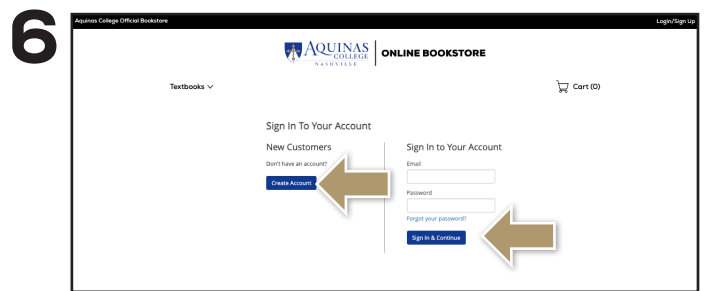 6
Aquinas College Official Bookstore
Login/Sign Up
AQUINAS
COLLEGE
NASHVILLE
ONLINE BOOKSTORE
Textbooks
Cart (0)
Sign In To Your Account
New Customers
Don't have an account?
Create Account
Sign In to Your Account
Email
Password
Forgot your password?
Sign In & Continue